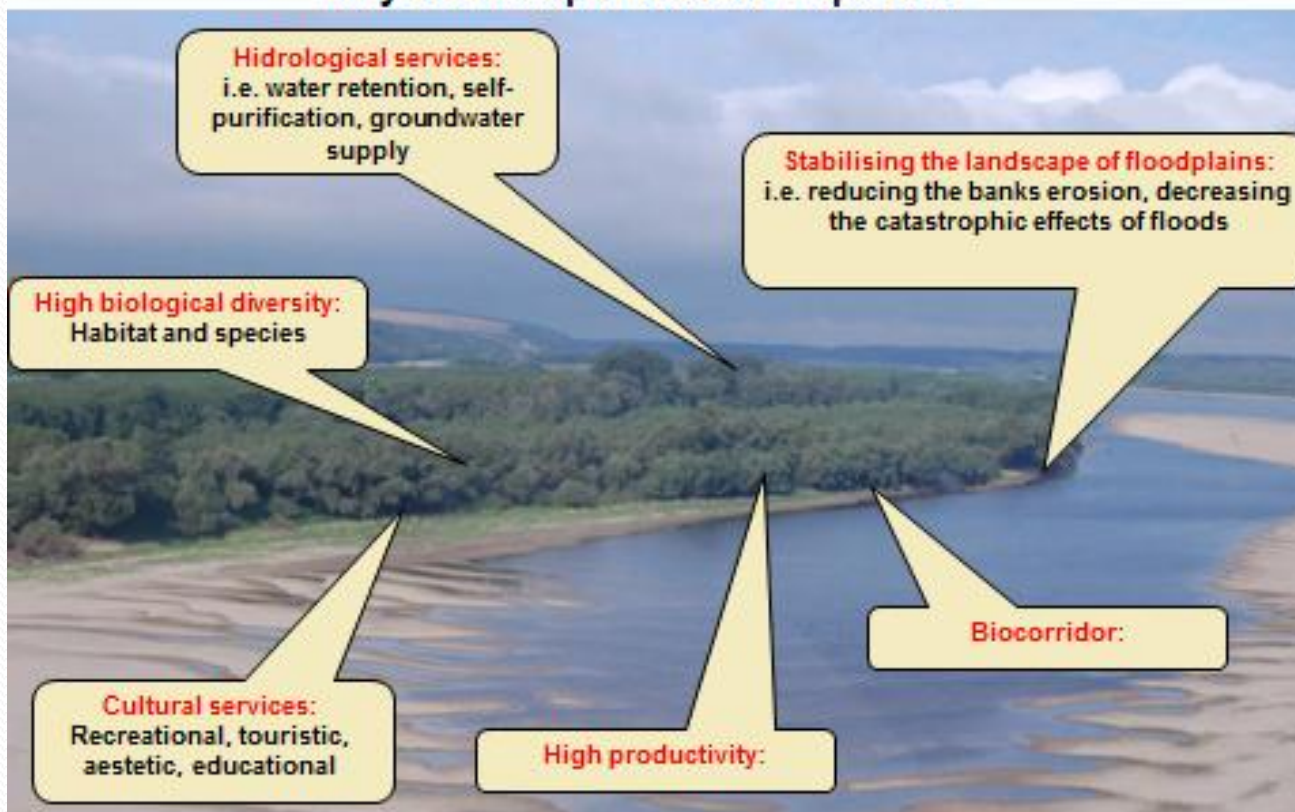 Hidrological services:
i.e. water retention, self-
purification, groundwater
supply
Stabilising the landscape of floodplains:
i.e. reducing the banks erosion, decreasing
the catastrophic effects of floods
High biological diversity:
Habitat and species
Biocorridor:
Cultural services:
Recreational, touristic,
aestetic, educational
High productivity: